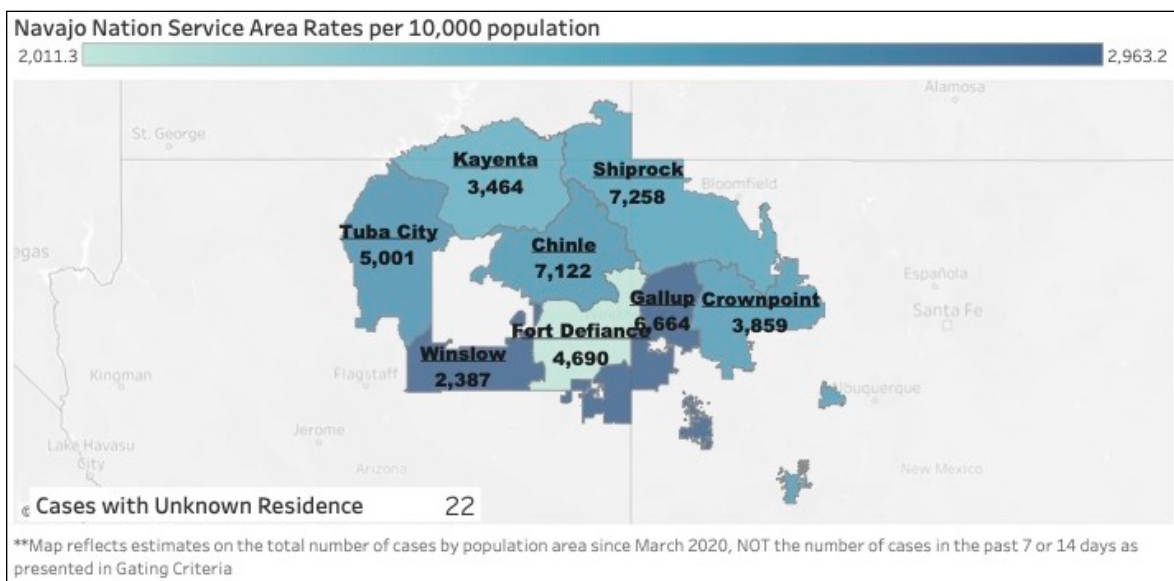 Navajo Nation Service Area Rates per 10,000 population
2,011.3
2,963.2
Alamosa
St. George
Kayenta
3,464
Shiprock
7,258
Bloomfield
Tuba City
5,001
egas
Chinle
7,122
Española
Gallup
6,664
Crownpoint
3,859
Santa Fe
Fort Defiance
4,690
Winslow
2,387
Kingman
Flagstaff
Albuquerque
Jerome
Lake Havasu
City
Arizona
New Mexico
© Cases with Unknown Residence 22
**Map reflects estimates on the total number of cases by population area since March 2020, NOT the number of cases in the past 7 or 14 days as
presented in Gating Criteria